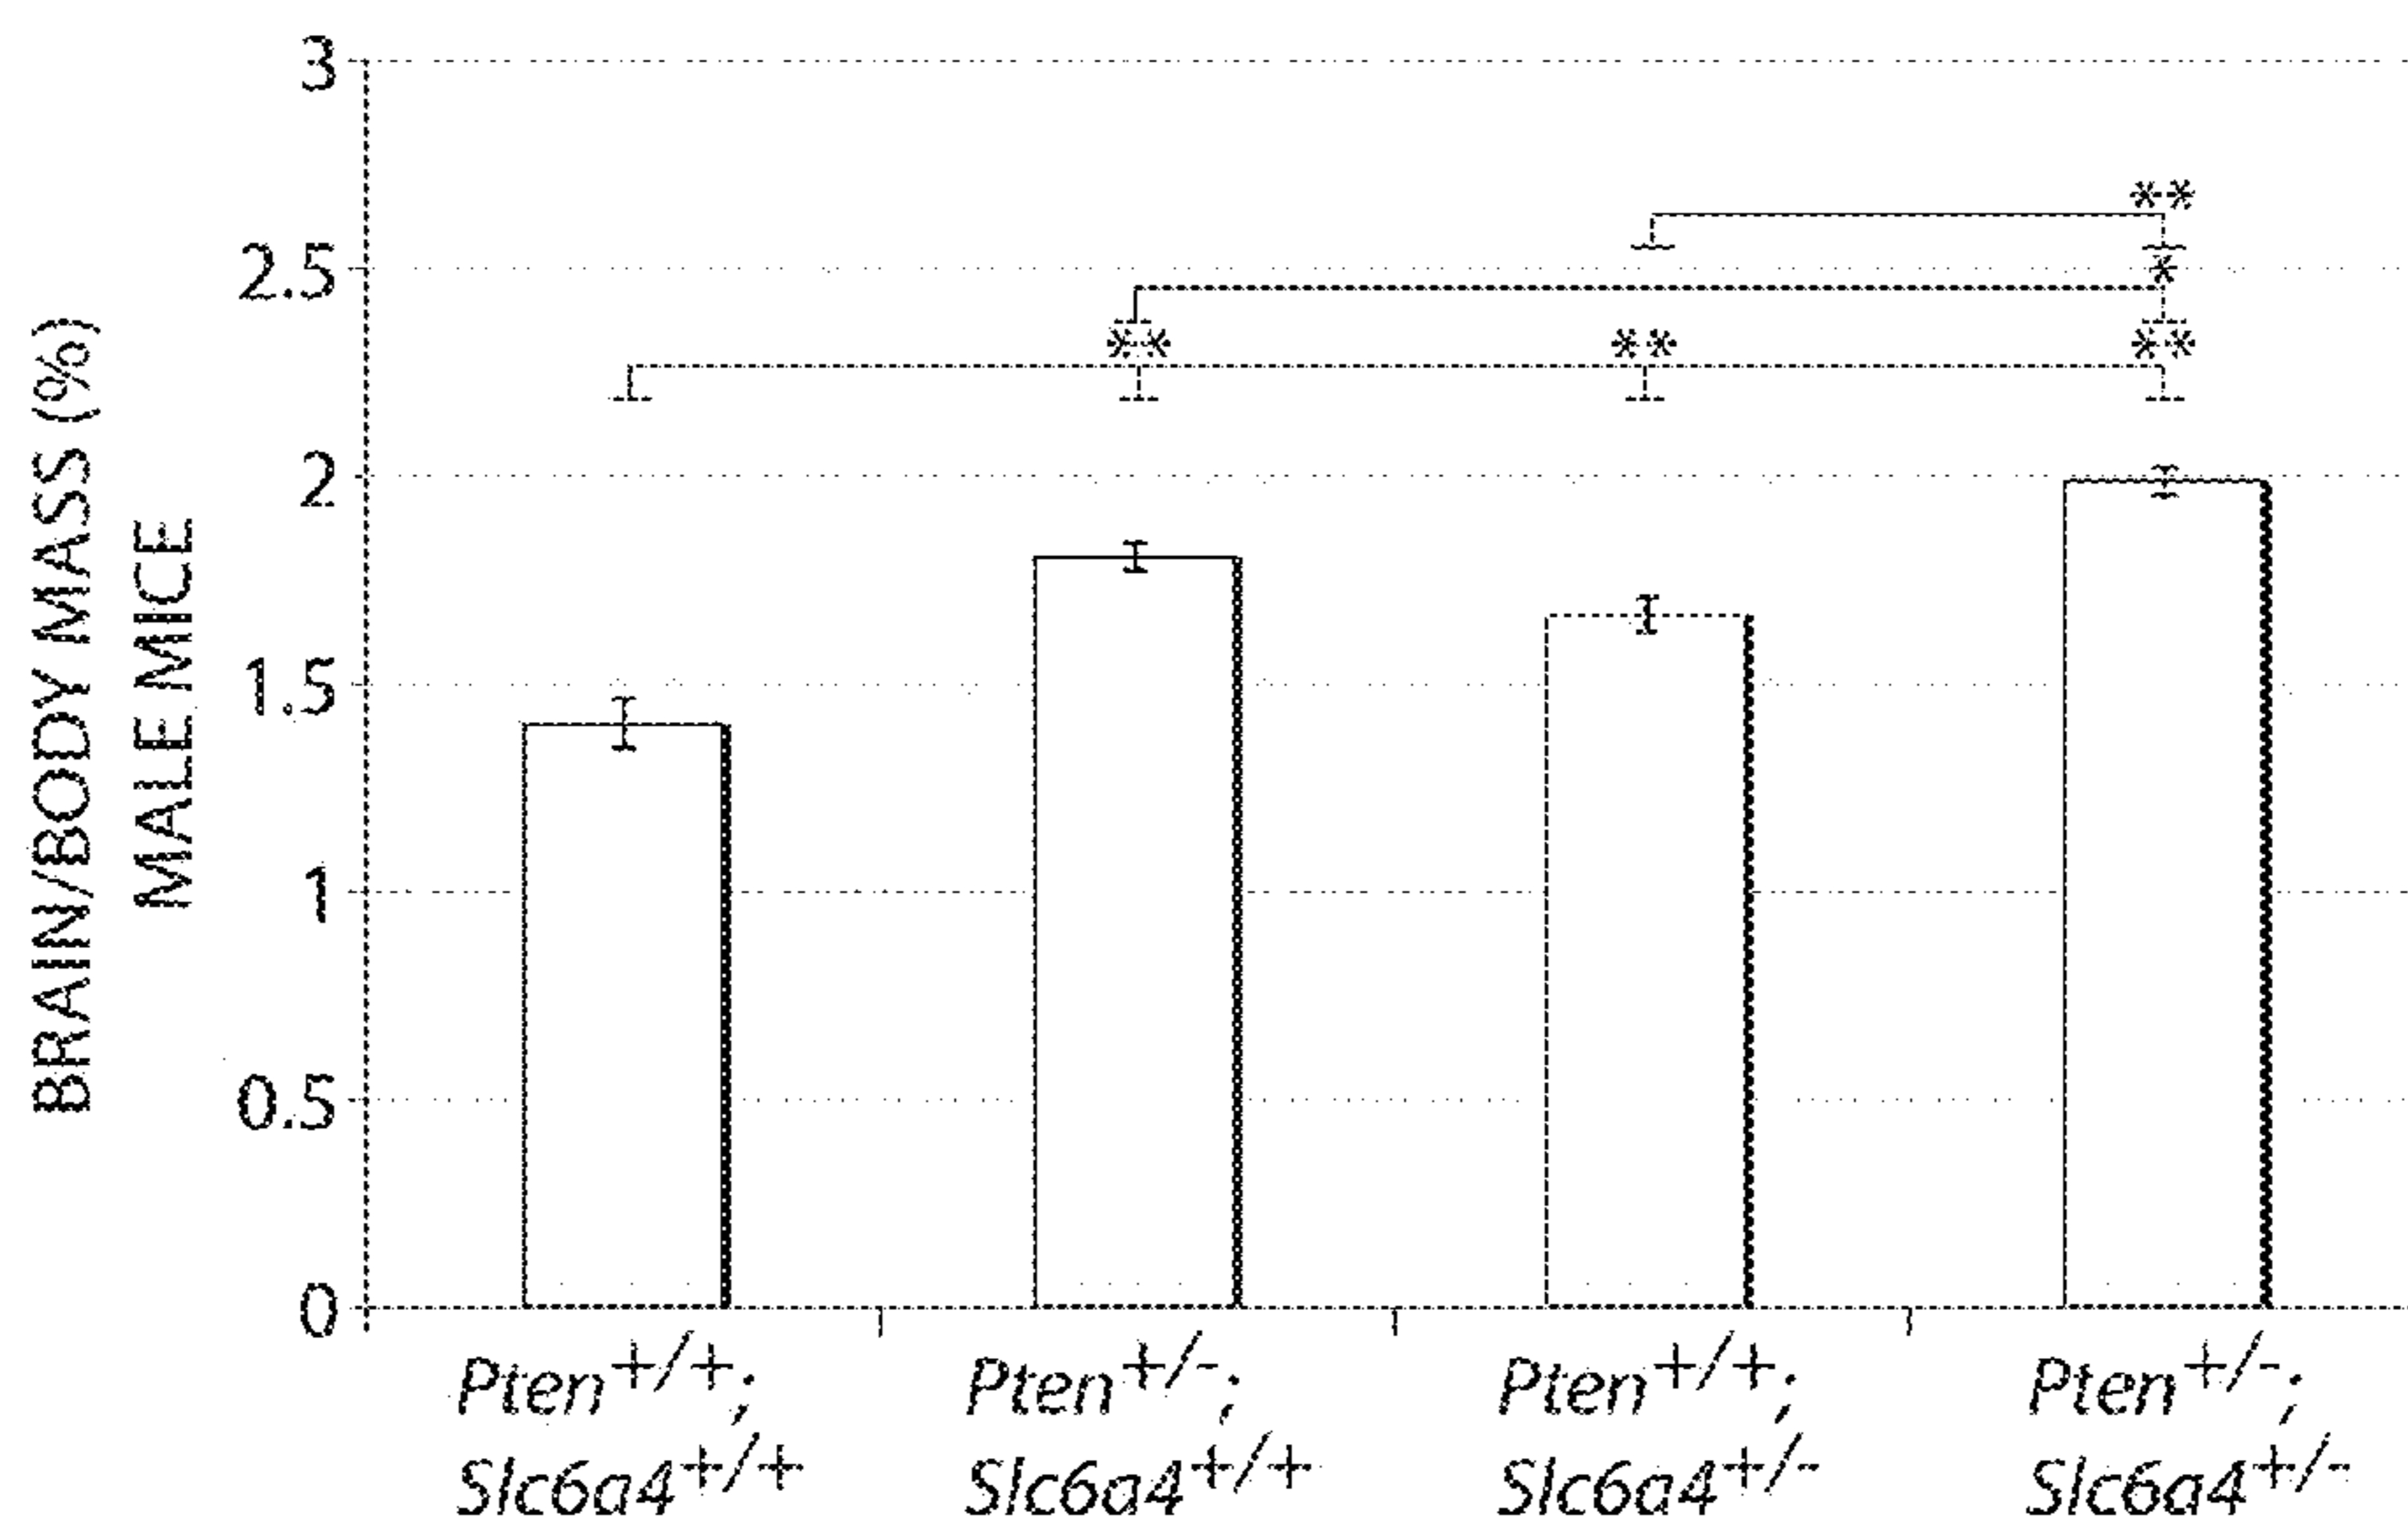 BRAIN/BODY MASS (%)
MALE MICE
3
2.5
2
1.5
1
0.5
0
**
*
** ** **
Pten+/+; Pten+/-; Pten+/+; Pten+/-;
Slc6a4+/+ Slc6a4+/+ Slc6a4+/- Slc6a4+/-